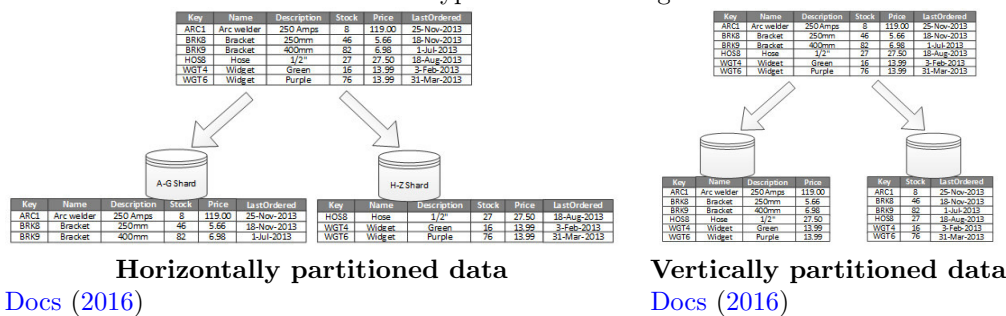 Key Name Description Stock Price LastOrdered
ARC1 Arc welder 250 Amps 8 119.00 25-Nov-2013
BRK8 Bracket 250mm 46 5.66 18-Nov-2013
BRK9 Bracket 400mm 82 6.98 1-Jul-2013
HOS8 Hose 1/2" 27 27.50 18-Aug-2013
WGT4 Widget Green 16 13.99 3-Feb-2013
WGT6 Widget Purple 76 13.99 31-Mar-2013
A-G Shard
H-Z Shard
Key Name Description Stock Price LastOrdered
ARC1 Arc welder 250 Amps 8 119.00 25-Nov-2013
BRK8 Bracket 250mm 46 5.66 18-Nov-2013
BRK9 Bracket 400mm 82 6.98 1-Jul-2013
Key Name Description Stock Price LastOrdered
HOS8 Hose 1/2" 27 27.50 18-Aug-2013
WGT4 Widget Green 16 13.99 3-Feb-2013
WGT6 Widget Purple 76 13.99 31-Mar-2013
Horizontally partitioned data
Docs (2016)
Key Name Description Stock Price LastOrdered
ARC1 Arc welder 250 Amps 8 119.00 25-Nov-2013
BRK8 Bracket 250mm 46 5.66 18-Nov-2013
BRK9 Bracket 400mm 82 6.98 1-Jul-2013
HOS8 Hose 1/2" 27 27.50 18-Aug-2013
WGT4 Widget Green 16 13.99 3-Feb-2013
WGT6 Widget Purple 76 13.99 31-Mar-2013
Key Name Description Price
ARC1 Arc welder 250 Amps 119.00
BRK8 Bracket 250mm 5.66
BRK9 Bracket 400mm 6.98
HOS8 Hose 1/2" 27.50
WGT4 Widget Green 13.99
WGT6 Widget Purple 13.99
Key Stock LastOrdered
ARC1 8 25-Nov-2013
BRK8 46 18-Nov-2013
BRK9 82 1-Jul-2013
HOS8 27 18-Aug-2013
WGT4 16 3-Feb-2013
WGT6 76 31-Mar-2013
Vertically partitioned data
Docs (2016)